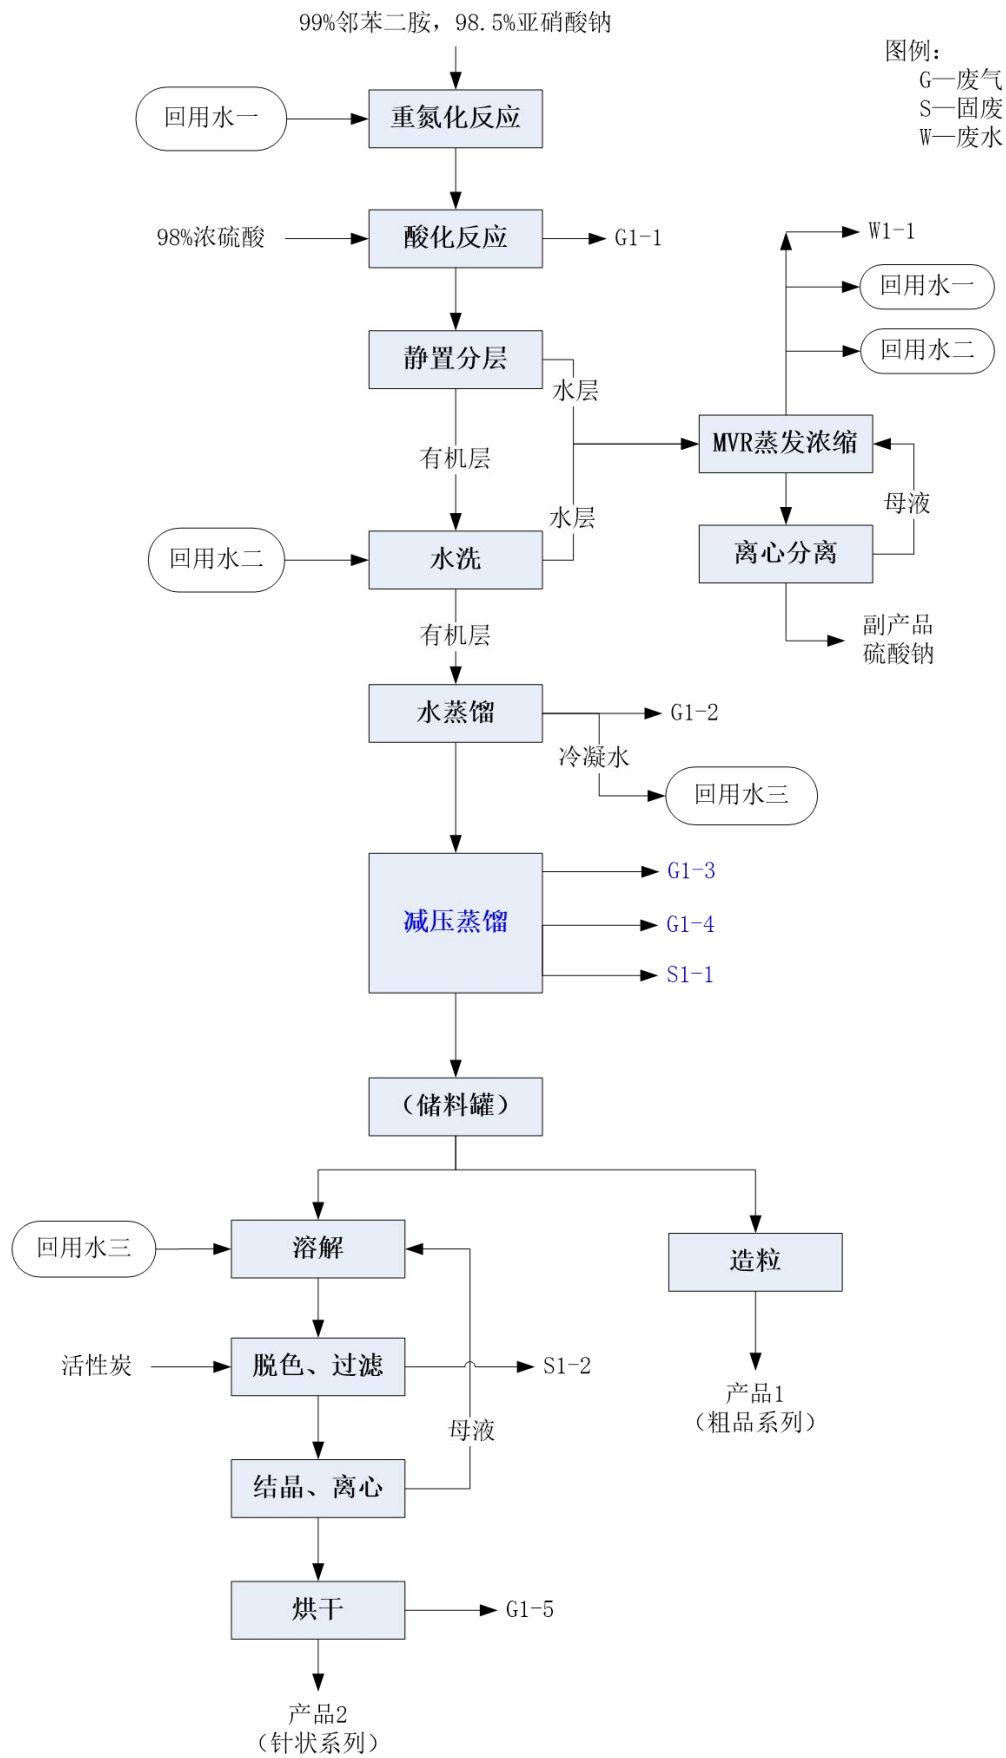 99%邻苯二胺，98.5%亚硝酸钠
图例：
G—废气
S—固废
W—废水
回用水一
重氮化反应
98%浓硫酸
酸化反应
G1-1
W1-1
回用水一
回用水二
静置分层
水层
MVR蒸发浓缩
有机层
母液
水层
回用水二
水洗
离心分离
副产品
硫酸钠
有机层
水蒸馏
G1-2
冷凝水
回用水三
减压蒸馏
G1-3
G1-4
S1-1
（储料罐）
回用水三
溶解
造粒
活性炭
脱色、过滤
S1-2
产品1
（粗品系列）
母液
结晶、离心
烘干
G1-5
产品2
（针状系列）